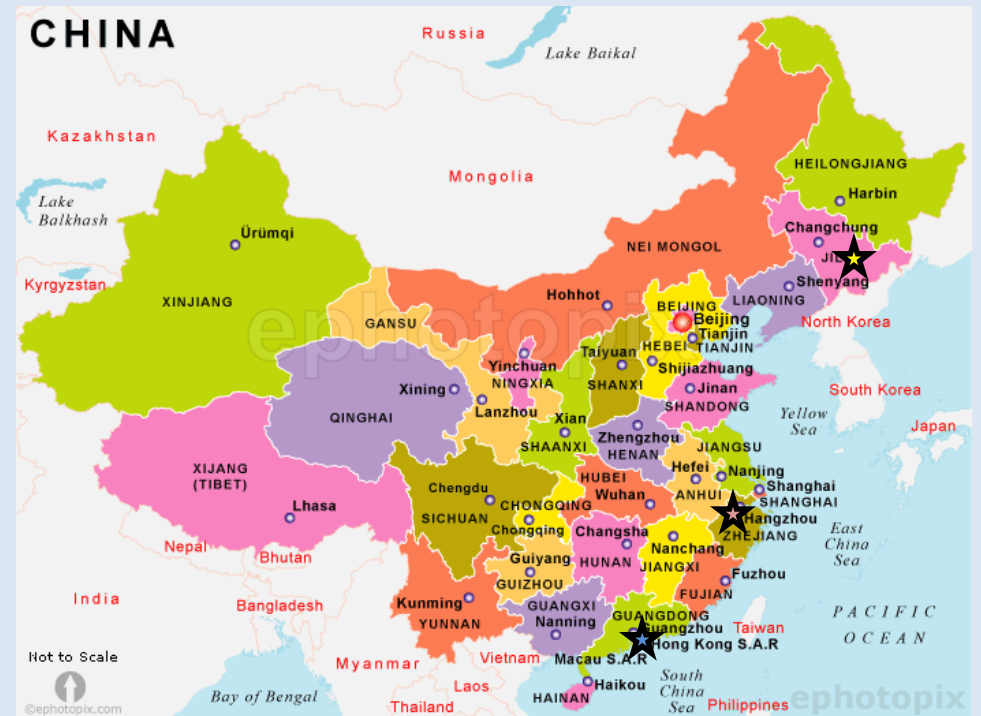 CHINA
Russia
Lake Baikal
Kazakhstan
Mongolia
HEILONGJIANG
Harbin
Lake
Balkhash
Changchung
Ürümqi
NEI MONGOL
JIL
Kyrgyzstan
Shenyang
XINJIANG
Hohhot
LIAONING
BEIJING
Beijing
North Korea
GANSU
Tianjin
HEBEI
TIANJIN
ephotopix
Taiyuan
Yinchuan
Shijiazhuang
NINGXIA
SHANXI
Xining
Jinan
South Korea
Lanzhou
SHANDONG
QINGHAI
Xian
Yellow
Sea
Japan
Zhengzhou
SHAANXI
JIANGSU
HENAN
XIJANG
(TIBET)
Hefei
Nanjing
HUBEI
Shanghai
Chengdu
Wuhan
ANHUI
SHANGHAI
Lhasa
CHONGQING
SICHUAN
Hangzhou
Chongqing
Changsha
ZHEJIANG
East
China
Sea
Nepal
Nanchang
Bhutan
Guiyang
HUNAN
JIANGXI
Fuzhou
GUIZHOU
FUJIAN
India
Kunming
GUANGXI
Bangladesh
GUANGDONG
PACIFIC
OCEAN
YUNNAN
Nanning
Guangzhou
Taiwan
Hong Kong S.A.R
Not to Scale
Myanmar
Vietnam
Macau S.A.R
South
China
Sea
Laos
Haikou
Bay of Bengal
HAINAN
Thailand
Philippines
©ephotopix.com
ephotopix